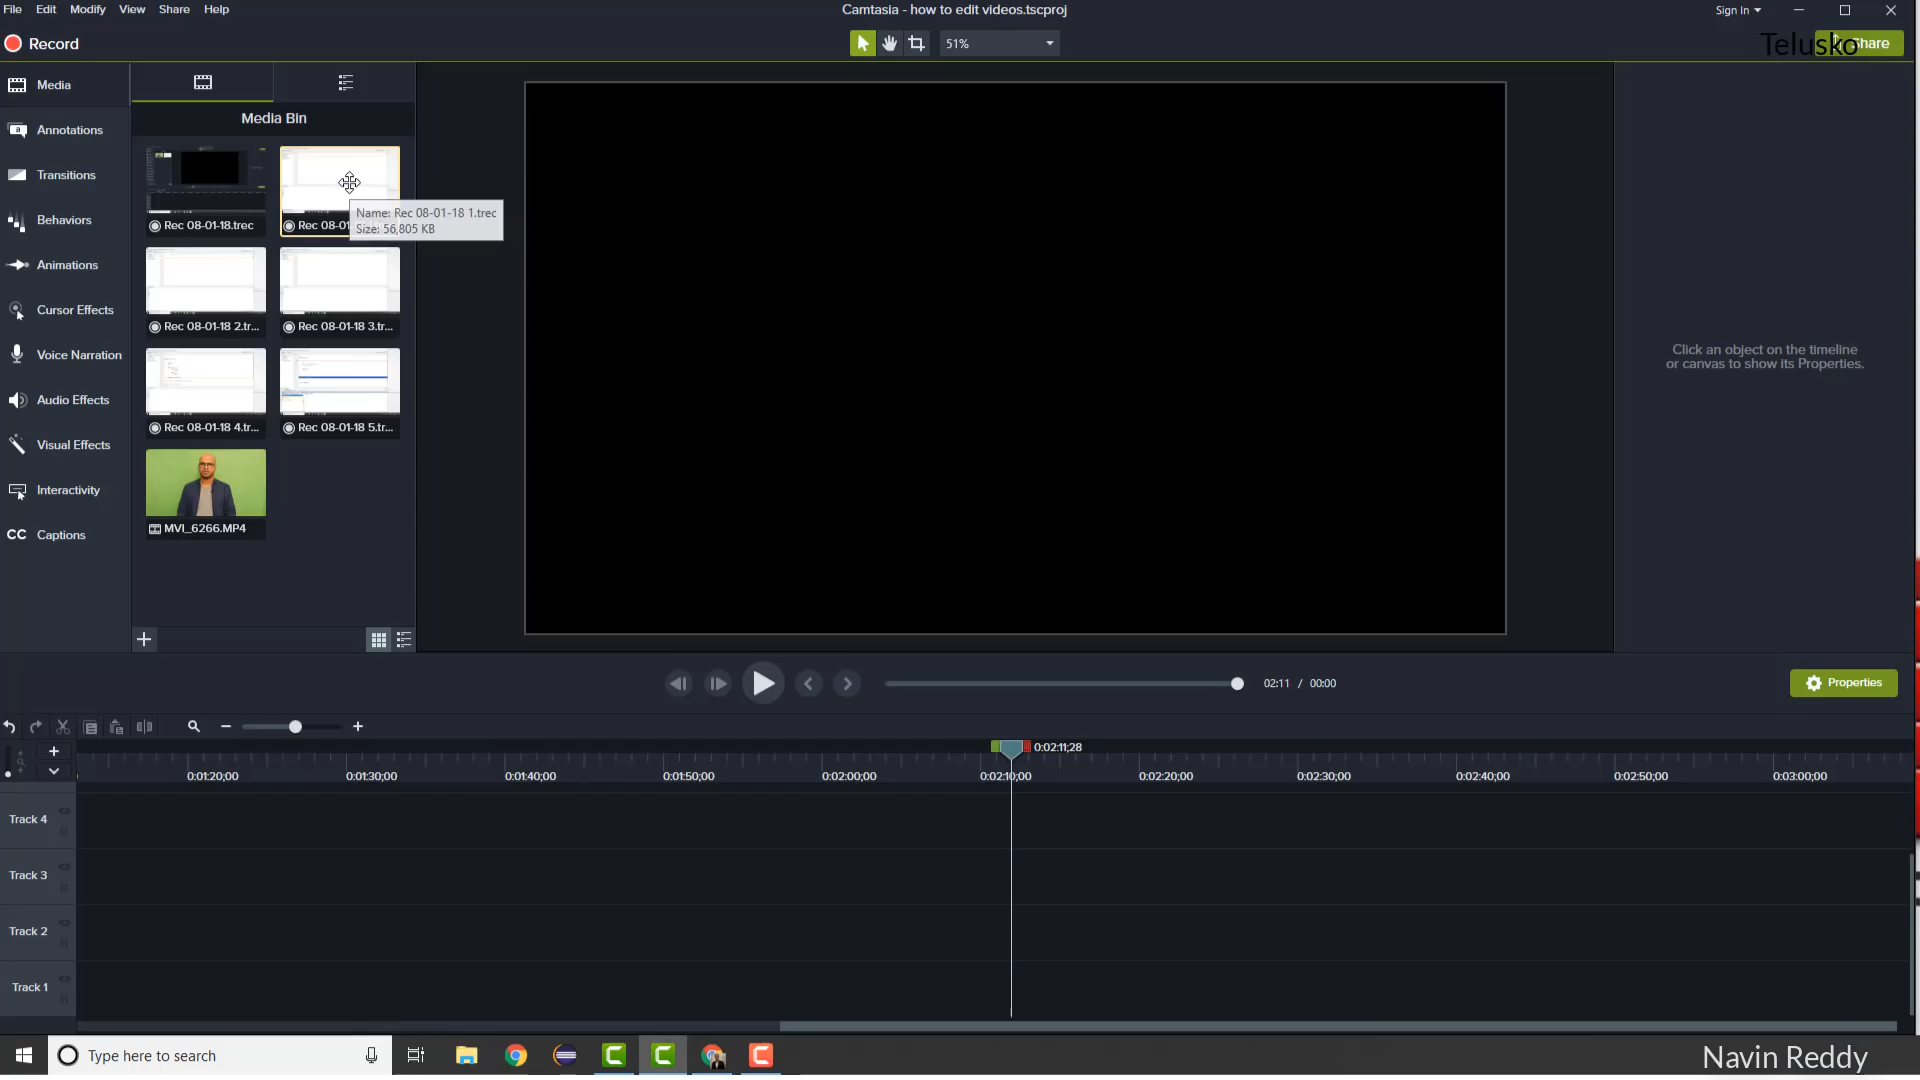 File Edit Modify View Share Help
Camtasia - how to edit videos.tscproj
Sign In
Record
51%
Telusko
Share
Media
Annotations
Transitions
Behaviors
Animations
Cursor Effects
Voice Narration
Audio Effects
Visual Effects
Interactivity
CC Captions
Media Bin
Rec 08-01-18.trec
Rec 08-01
Name: Rec 08-01-18 1.trec
Size: 56,805 KB
Rec 08-01-18 2.tr...
Rec 08-01-18 3.tr...
Rec 08-01-18 4.tr...
Rec 08-01-18 5.tr...
MVI_6266.MP4
Click an object on the timeline
or canvas to show its Properties.
02:11 / 00:00
Properties
0:02:11;28
0:01:20;00 0:01:30;00 0:01:40;00 0:01:50;00 0:02:00;00 0:02:10;00 0:02:20;00 0:02:30;00 0:02:40;00 0:02:50;00 0:03:00;00
Track 4
Track 3
Track 2
Track 1
Type here to search
Navin Reddy